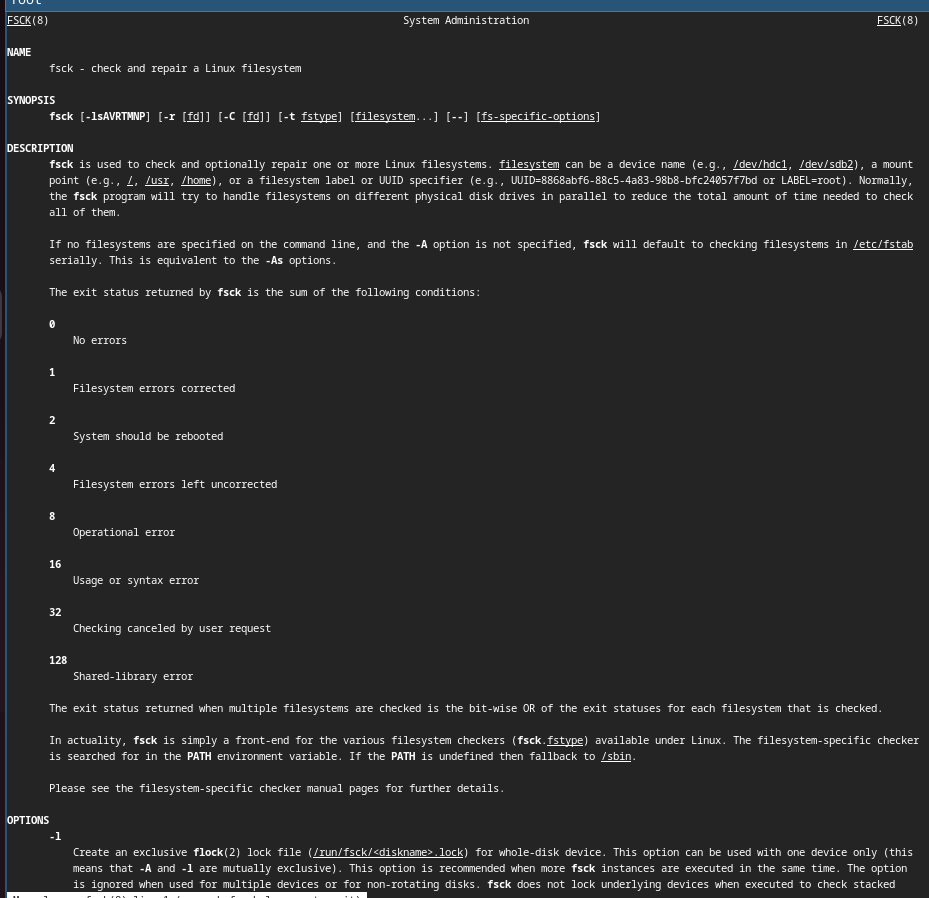 root
FSCK(8) System Administration FSCK(8)
NAME
fsck - check and repair a Linux filesystem
SYNOPSIS
fsck [-lsAVRTMNP] [-r [fd]] [-C [fd]] [-t fstype] [filesystem...] [--] [fs-specific-options]
DESCRIPTION
fsck is used to check and optionally repair one or more Linux filesystems. filesystem can be a device name (e.g., /dev/hdc1, /dev/sdb2), a mount
point (e.g., /, /usr, /home), or a filesystem label or UUID specifier (e.g., UUID=8868abf6-88c5-4a83-98b8-bfc24057f7bd or LABEL=root). Normally,
the fsck program will try to handle filesystems on different physical disk drives in parallel to reduce the total amount of time needed to check
all of them.
If no filesystems are specified on the command line, and the -A option is not specified, fsck will default to checking filesystems in /etc/fstab
serially. This is equivalent to the -As options.
The exit status returned by fsck is the sum of the following conditions:
0
No errors
1
Filesystem errors corrected
2
System should be rebooted
4
Filesystem errors left uncorrected
8
Operational error
16
Usage or syntax error
32
Checking canceled by user request
128
Shared-library error
The exit status returned when multiple filesystems are checked is the bit-wise OR of the exit statuses for each filesystem that is checked.
In actuality, fsck is simply a front-end for the various filesystem checkers (fsck.fstype) available under Linux. The filesystem-specific checker
is searched for in the PATH environment variable. If the PATH is undefined then fallback to /sbin.
Please see the filesystem-specific checker manual pages for further details.
OPTIONS
-l
Create an exclusive flock(2) lock file (/run/fsck/<diskname>.lock) for whole-disk device. This option can be used with one device only (this
means that -A and -l are mutually exclusive). This option is recommended when more fsck instances are executed in the same time. The option
is ignored when used for multiple devices or for non-rotating disks. fsck does not lock underlying devices when executed to check stacked